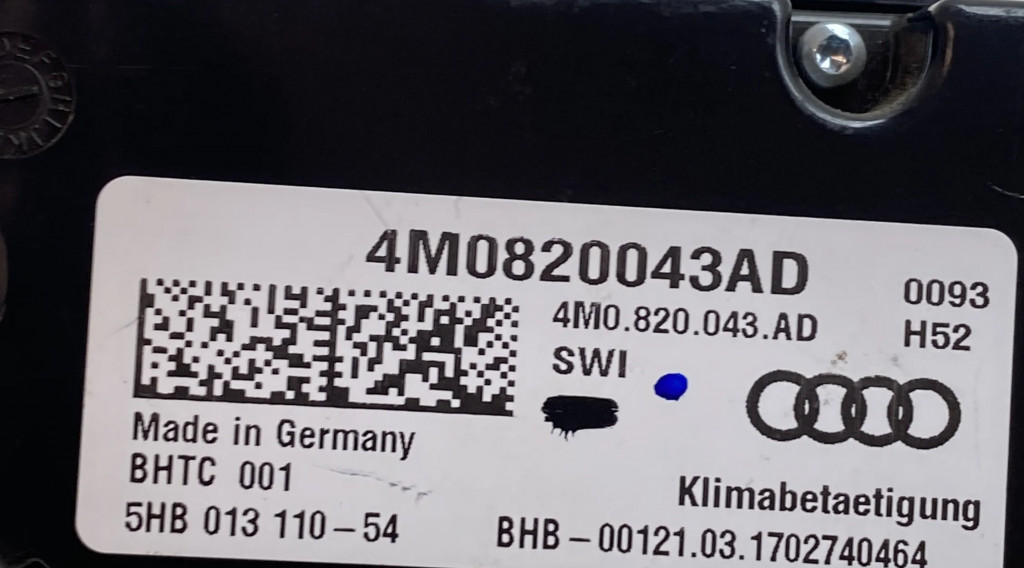 4M0820043AD
0093
4M0.820.043.AD
H52
SWI
Made in Germany
BHTC 001
Klimabetaetigung
5HB 013 110-54
BHB-00121.03.1702740464